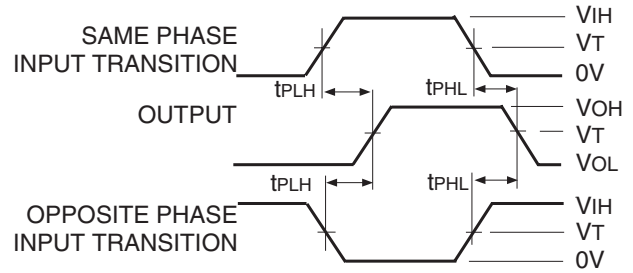 SAME PHASE
INPUT TRANSITION
VIH
VT
0V
tPLH
tPHL
OUTPUT
VOH
VT
VOL
tPLH
tPHL
OPPOSITE PHASE
INPUT TRANSITION
VIH
VT
0V